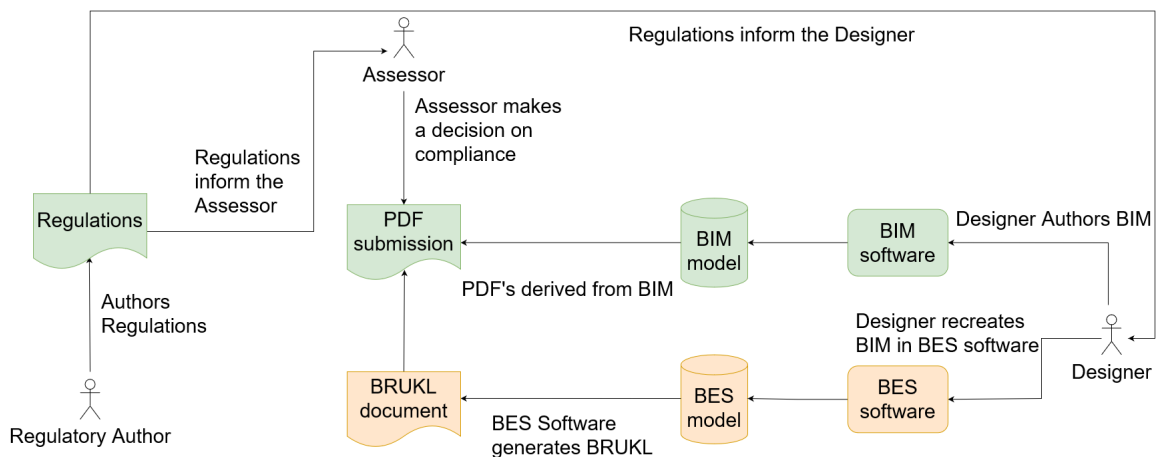 Regulations inform the Designer
Assessor
Assessor makes
a decision on
compliance
Regulations
inform the
Assessor
Regulations
PDF
submission
BIM
model
BIM
software
Designer Authors BIM
PDF's derived from BIM
Authors
Regulations
Designer recreates
BIM in BES software
Designer
BRUKL
document
BES
model
BES
software
BES Software
generates BRUKL
Regulatory Author